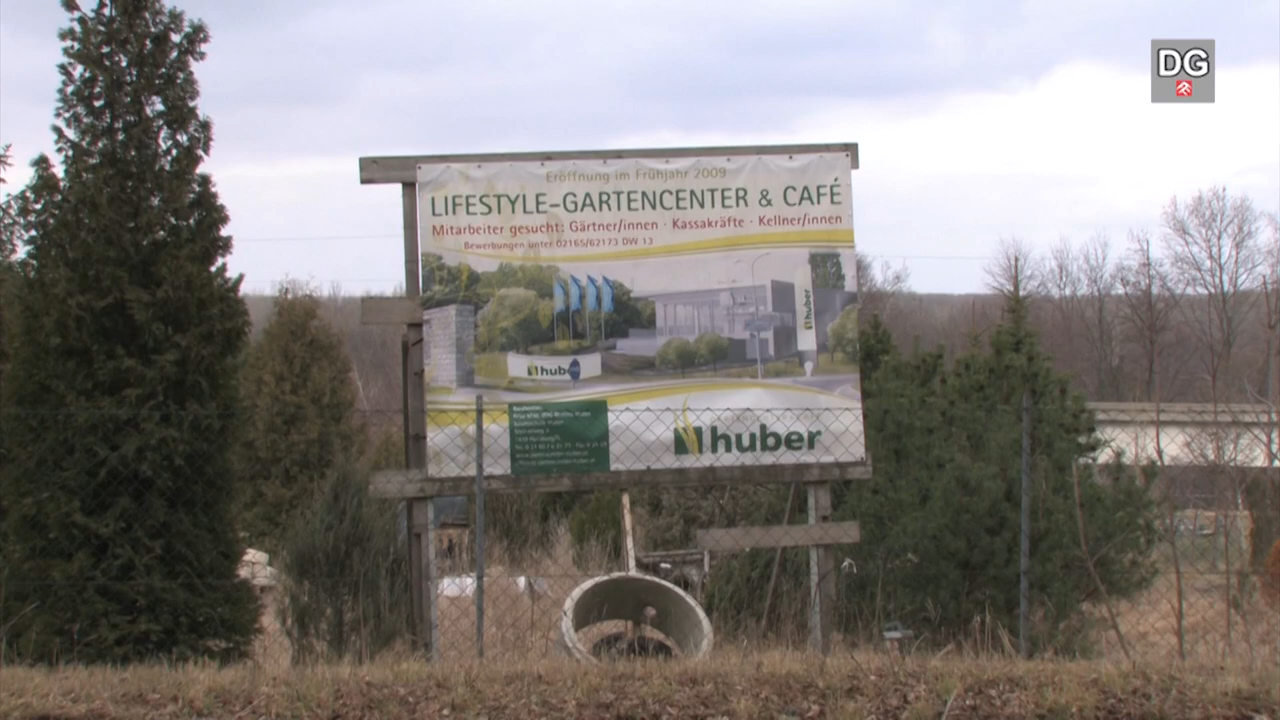 DG
Eröffnung im Frühjahr 2009
LIFESTYLE-GARTENCENTER & CAFÉ
Mitarbeiter gesucht: Gärtner/innen · Kassakräfte · Kellner/innen
Bewerbungen unter 02165/62173 DW 13
huber
hub
huber